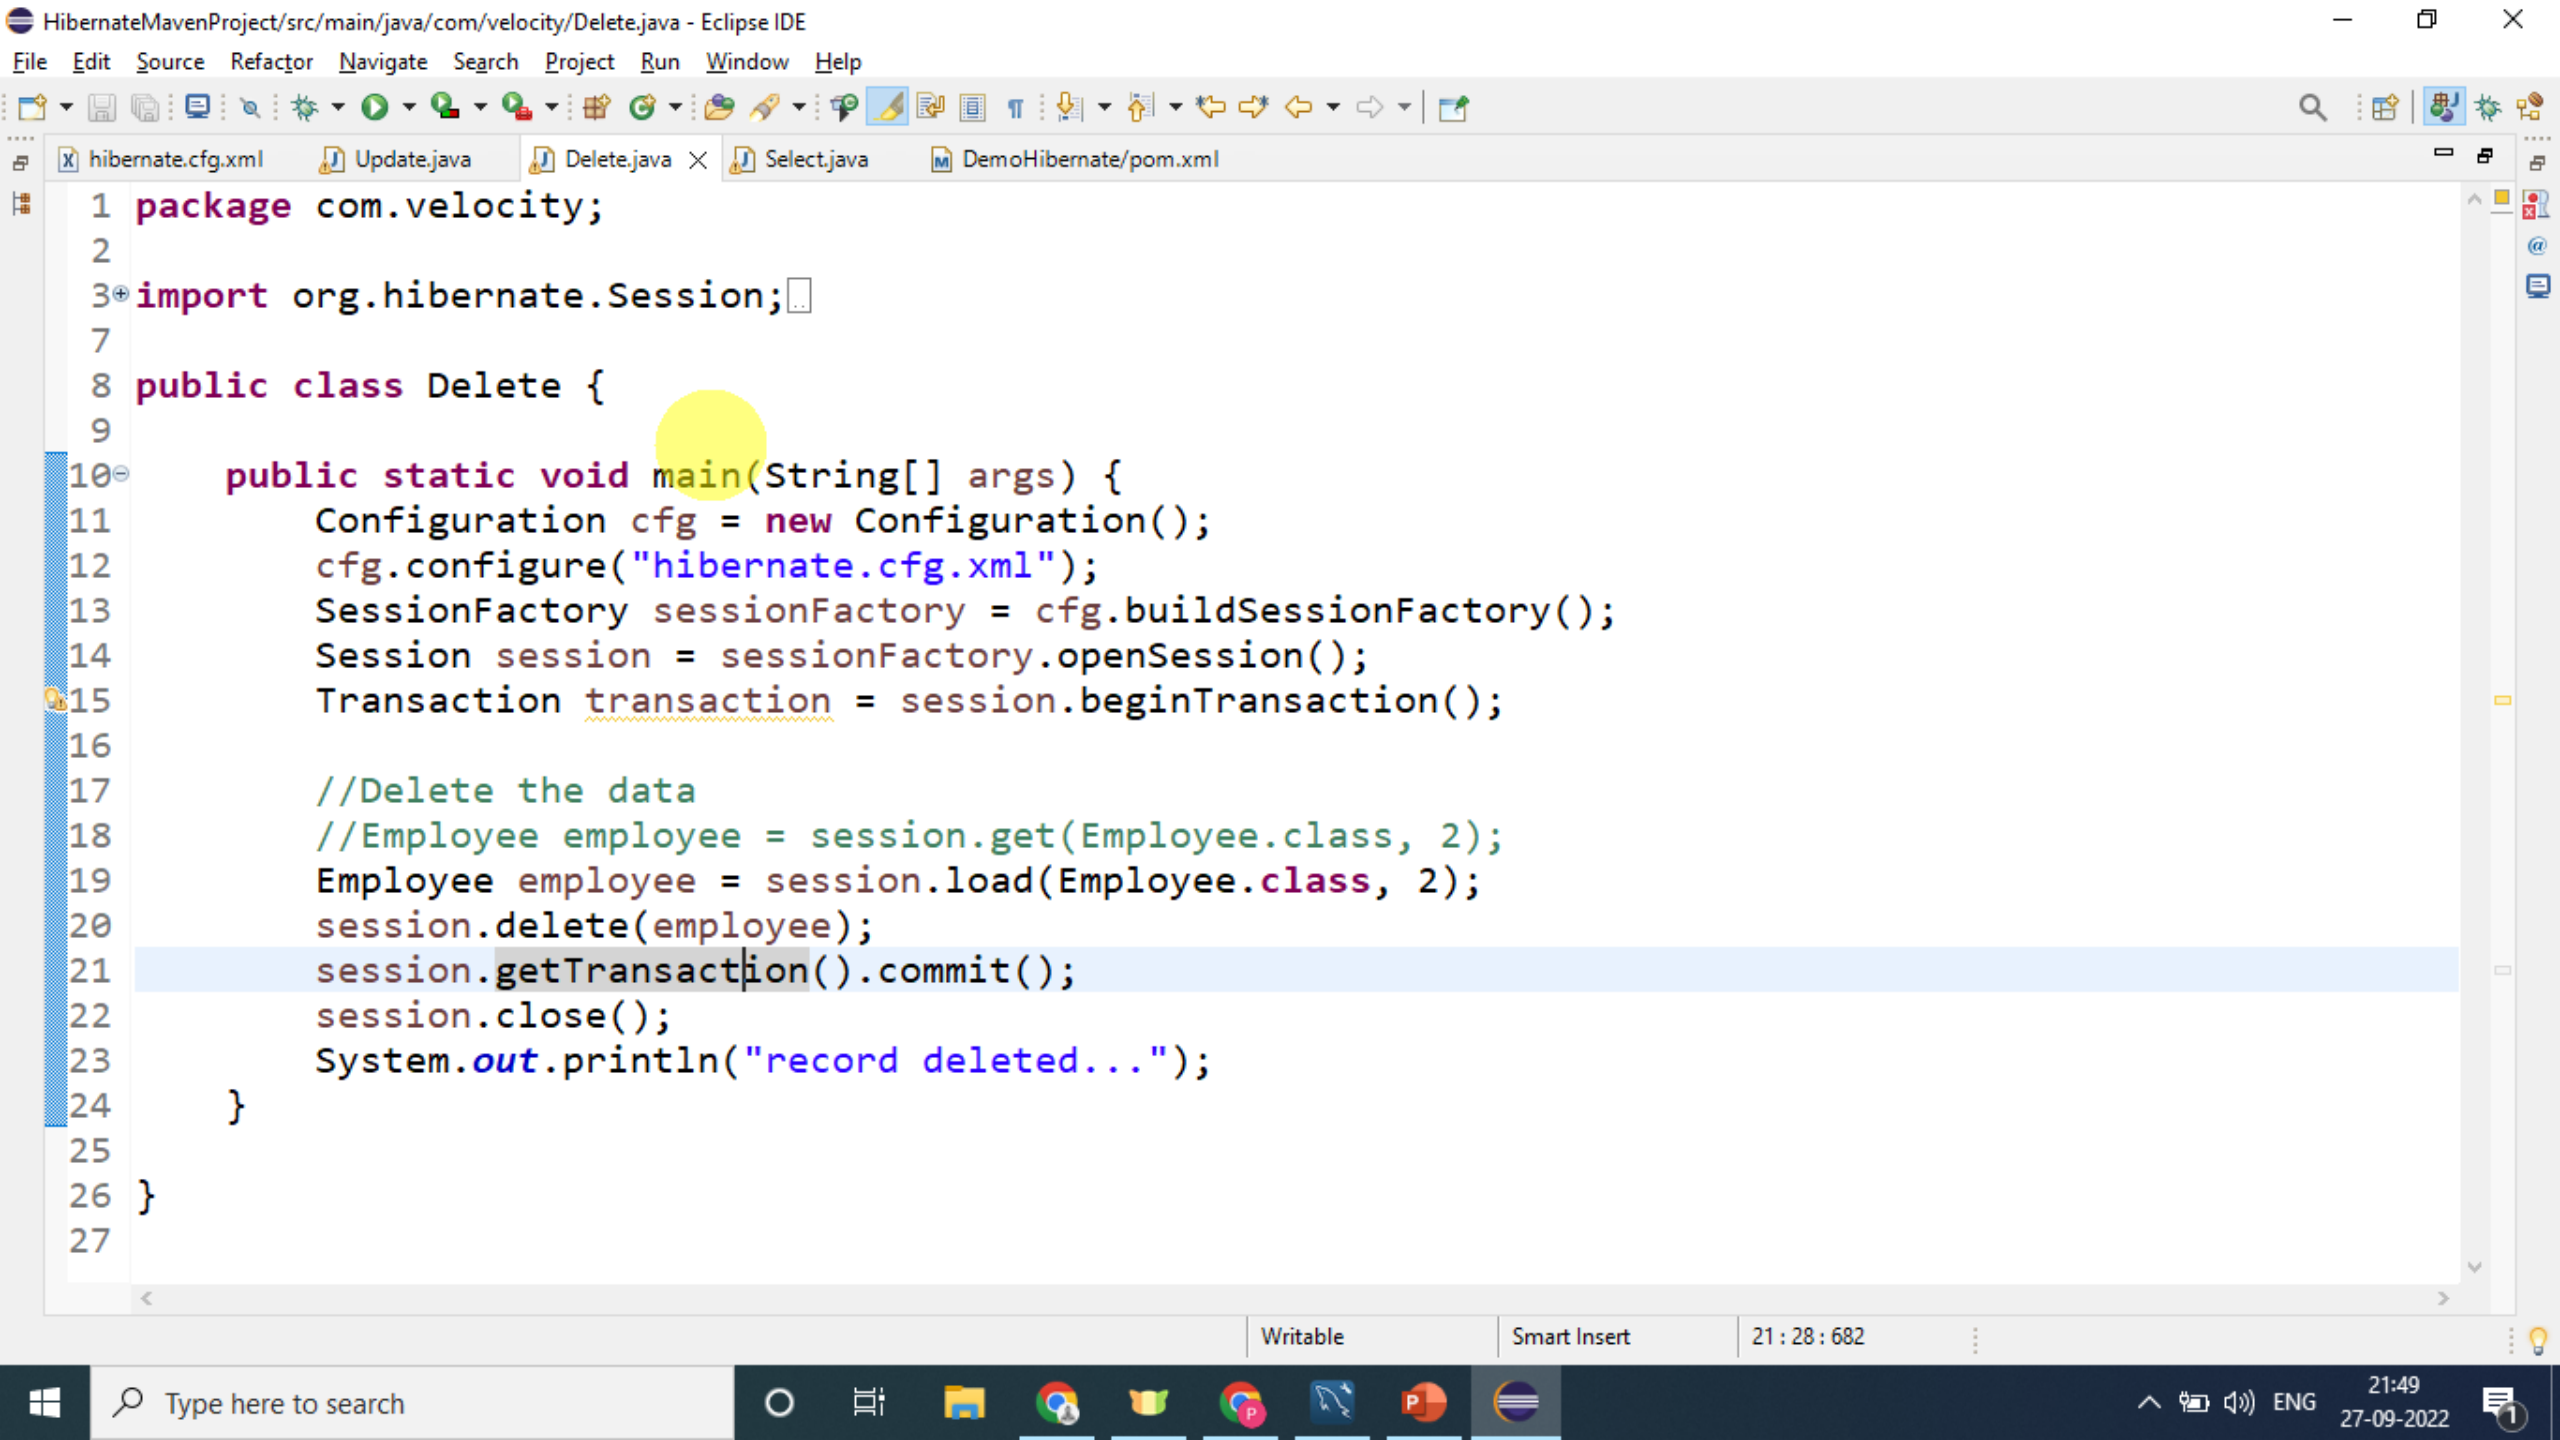 HibernateMavenProject/src/main/java/com/velocity/Delete.java - Eclipse IDE
File Edit Source Refactor Navigate Search Project Run Window Help
hibernate.cfg.xml Update.java Delete.java Select.java DemoHibernate/pom.xml
1 package com.velocity;
2
3 import org.hibernate.Session;
7
8 public class Delete {
9
10 public static void main(String[] args) {
11 Configuration cfg = new Configuration();
12 cfg.configure("hibernate.cfg.xml");
13 SessionFactory sessionFactory = cfg.buildSessionFactory();
14 Session session = sessionFactory.openSession();
15 Transaction transaction = session.beginTransaction();
16
17 //Delete the data
18 //Employee employee = session.get(Employee.class, 2);
19 Employee employee = session.load(Employee.class, 2);
20 session.delete(employee);
21 session.getTransaction().commit();
22 session.close();
23 System.out.println("record deleted...");
24 }
25
26 }
27
Writable Smart Insert 21 : 28 : 682
Type here to search
ENG
21:49
27-09-2022
1